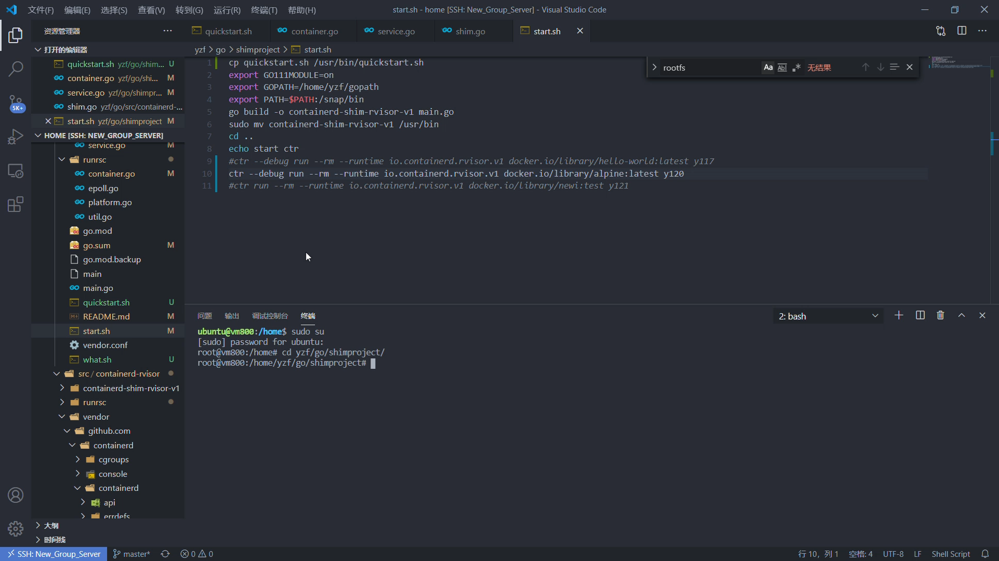 文件(F) 编辑(E) 选择(S) 查看(V) 转到(G) 运行(R) 终端(T) 帮助(H)
start.sh - home [SSH: New_Group_Server] - Visual Studio Code
资源管理器
quickstart.sh container.go service.go shim.go start.sh
打开的编辑器
quickstart.sh yzf/go/shim... U
container.go yzf/go/shi... M
service.go yzf/go/shimpr... M
shim.go yzf/go/src/containerd-...
start.sh yzf/go/shimproject M
HOME [SSH: NEW_GROUP_SERVER]
service.go M
runrsc
container.go M
epoll.go
platform.go
util.go
go.mod
go.sum M
go.mod.backup
main
main.go
quickstart.sh U
README.md M
start.sh M
vendor.conf
what.sh U
src / containerd-rvisor
containerd-shim-rvisor-v1
runrsc
vendor
github.com
containerd
cgroups
console
containerd
api
errdefs
大纲
时间线
5K+
yzf > go > shimproject > start.sh
1 cp quickstart.sh /usr/bin/quickstart.sh
2 export GO111MODULE=on
3 export GOPATH=/home/yzf/gopath
4 export PATH=$PATH:/snap/bin
5 go build -o containerd-shim-rvisor-v1 main.go
6 sudo mv containerd-shim-rvisor-v1 /usr/bin
7 cd ..
8 echo start ctr
9 #ctr --debug run --rm --runtime io.containerd.rvisor.v1 docker.io/library/hello-world:latest y117
10 ctr --debug run --rm --runtime io.containerd.rvisor.v1 docker.io/library/alpine:latest y120
11 #ctr run --rm --runtime io.containerd.rvisor.v1 docker.io/library/newi:test y121
rootfs Aa Abl .* 无结果
问题 输出 调试控制台 终端
2: bash
ubuntu@vm800:/home$ sudo su
[sudo] password for ubuntu:
root@vm800:/home# cd yzf/go/shimproject/
root@vm800:/home/yzf/go/shimproject#
SSH: New_Group_Server master* 0 0
行 10, 列 1 空格: 4 UTF-8 LF Shell Script